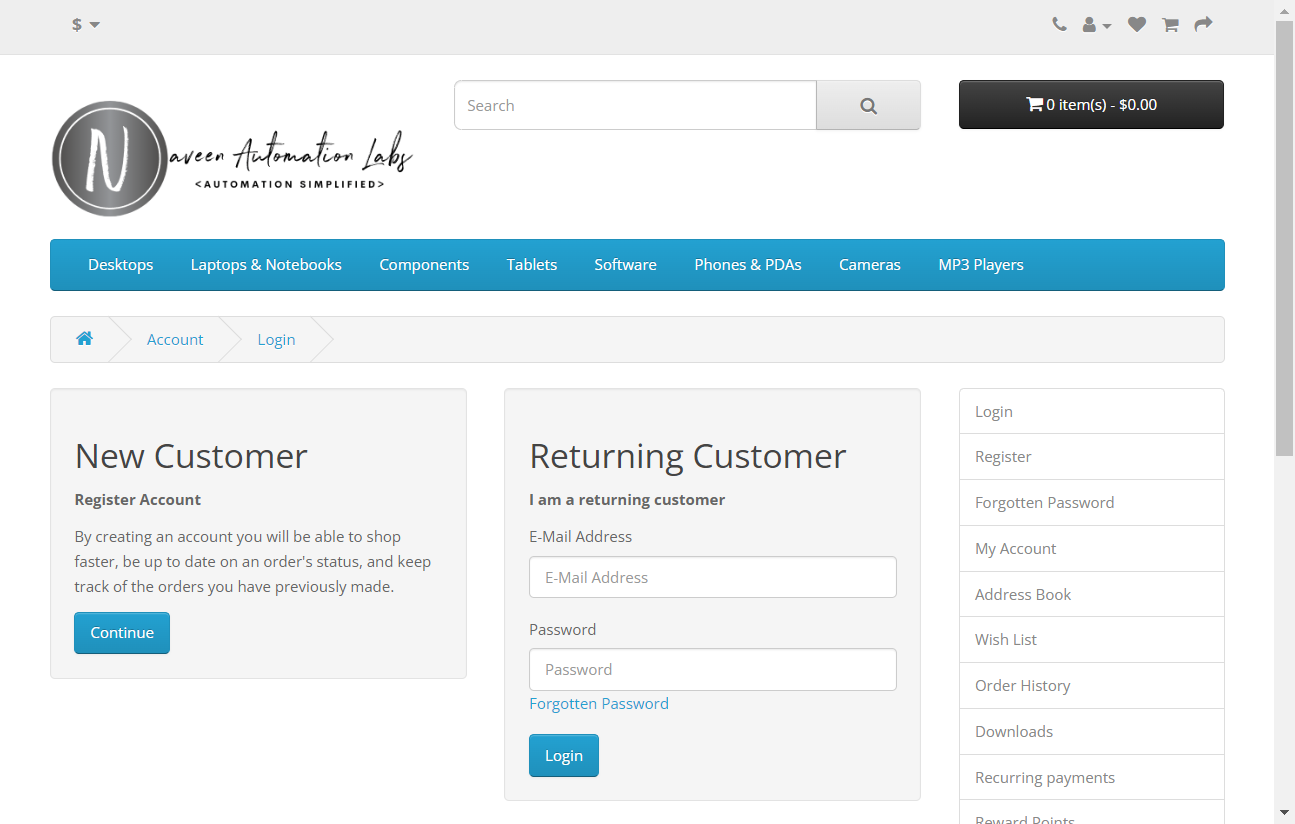 $
Search
0 item(s) - $0.00
N
aveen Automation Labs
<AUTOMATION SIMPLIFIED>
Desktops Laptops & Notebooks Components Tablets Software Phones & PDAs Cameras MP3 Players
Account Login
New Customer
Register Account
By creating an account you will be able to shop
faster, be up to date on an order's status, and keep
track of the orders you have previously made.
Continue
Returning Customer
I am a returning customer
E-Mail Address
E-Mail Address
Password
Password
Forgotten Password
Login
Login
Register
Forgotten Password
My Account
Address Book
Wish List
Order History
Downloads
Recurring payments
Reward Points